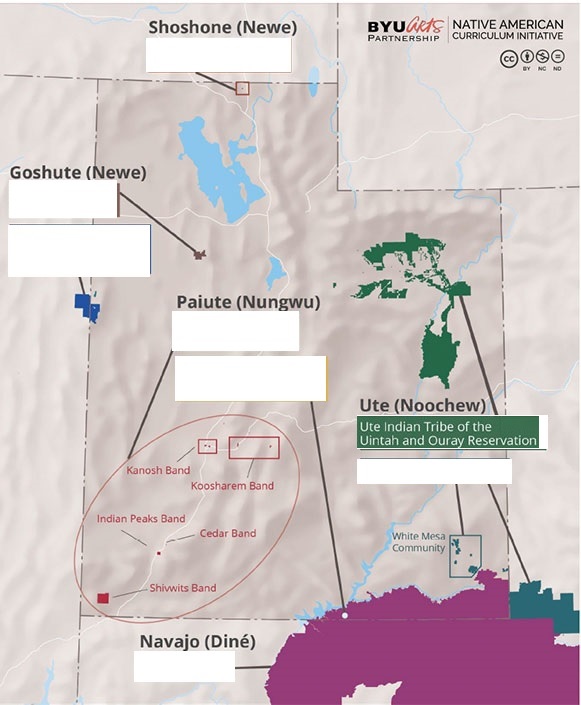 Shoshone (Newe)
BYU Arts
PARTNERSHIP
NATIVE AMERICAN
CURRICULUM INITIATIVE
cc
BY NC ND
Goshute (Newe)
Paiute (Nungwu)
Ute (Noochew)
Ute Indian Tribe of the
Uintah and Ouray Reservation
Kanosh Band
Koosharem Band
Indian Peaks Band
Cedar Band
White Mesa
Community
Shivwits Band
Navajo (Diné)